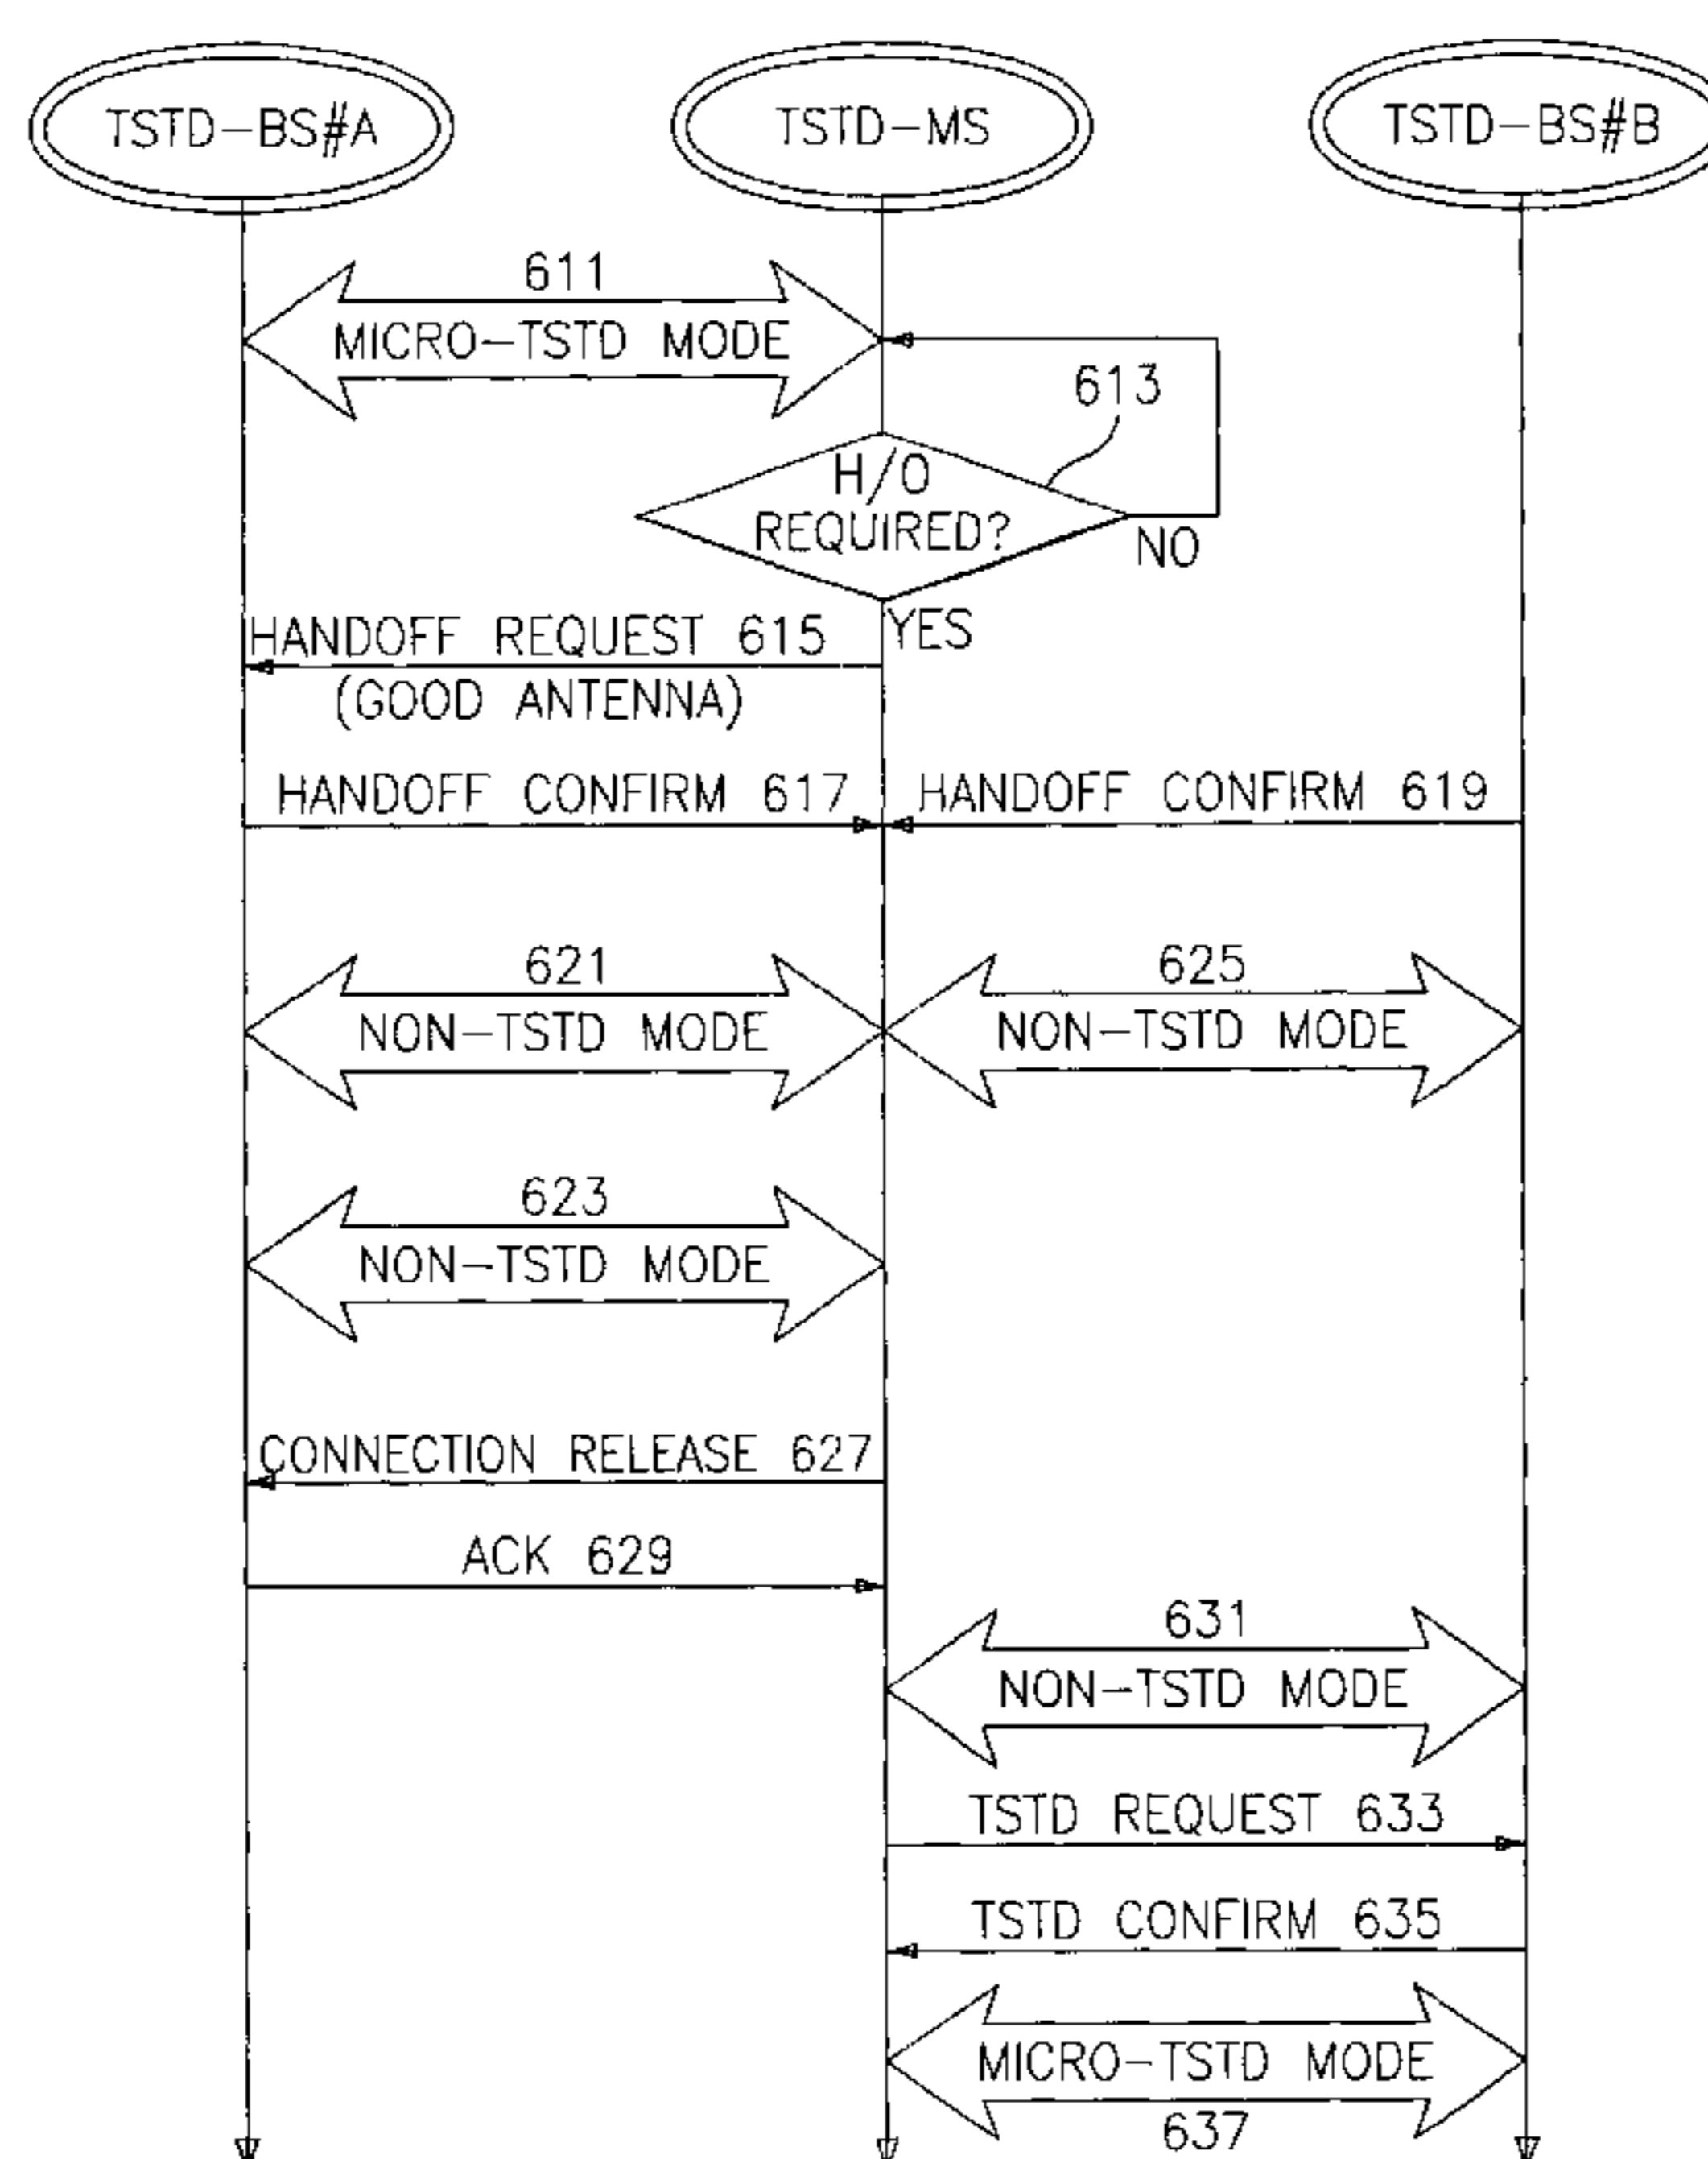 TSTD-BS#A
TSTD-MS
TSTD-BS#B
611
MICRO-TSTD MODE
613
H/O
REQUIRED?
NO
YES
HANDOFF REQUEST 615
(GOOD ANTENNA)
HANDOFF CONFIRM 617
HANDOFF CONFIRM 619
621
NON-TSTD MODE
625
NON-TSTD MODE
623
NON-TSTD MODE
CONNECTION RELEASE 627
ACK 629
631
NON-TSTD MODE
TSTD REQUEST 633
TSTD CONFIRM 635
MICRO-TSTD MODE
637